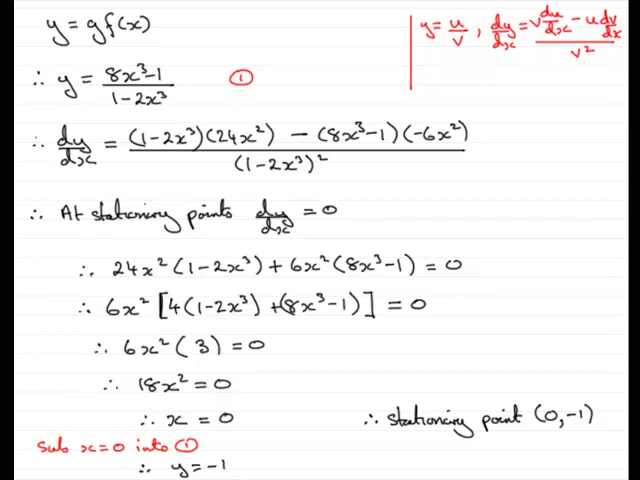 y = gf(x)
y = u/v , dy/dx = (v du/dx − u dv/dx)/v²
∴ y = (8x³−1)/(1−2x³) ①
∴ dy/dx = ((1−2x³)(24x²) − (8x³−1)(−6x²))/(1−2x³)²
∴ At stationary points dy/dx = 0
∴ 24x²(1−2x³) + 6x²(8x³−1) = 0
∴ 6x²[4(1−2x³) + (8x³−1)] = 0
∴ 6x²(3) = 0
∴ 18x² = 0
∴ x = 0 ∴ stationary point (0,−1)
Sub x=0 into ①
∴ y = −1